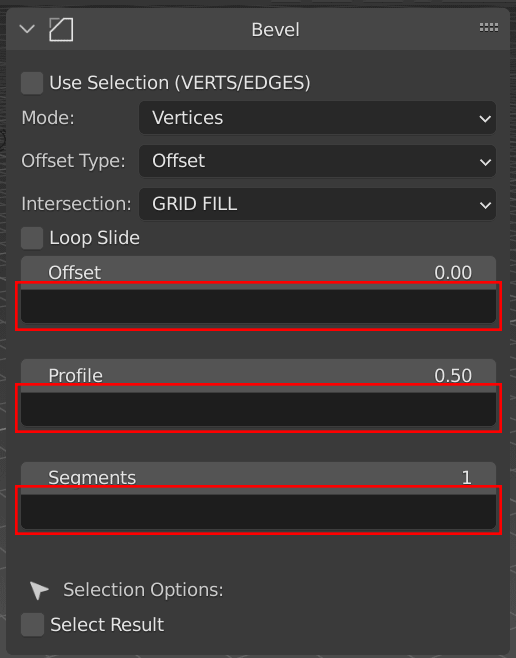 Bevel
Use Selection (VERTS/EDGES)
Mode: Vertices
Offset Type: Offset
Intersection: GRID FILL
Loop Slide
Offset 0.00
Profile 0.50
Segments 1
Selection Options:
Select Result